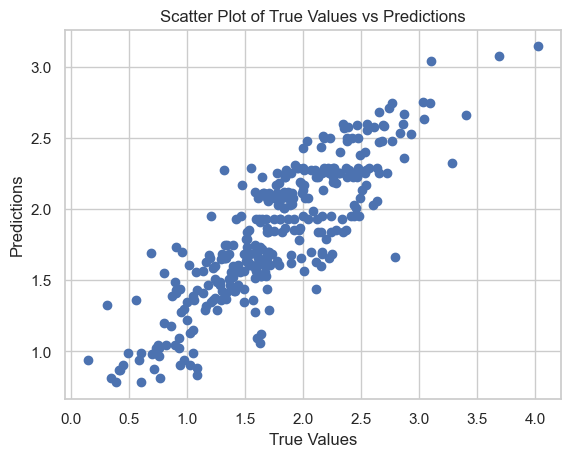 Scatter Plot of True Values vs Predictions
3.0
2.5
2.0
1.5
1.0
Predictions
0.0 0.5 1.0 1.5 2.0 2.5 3.0 3.5 4.0
True Values